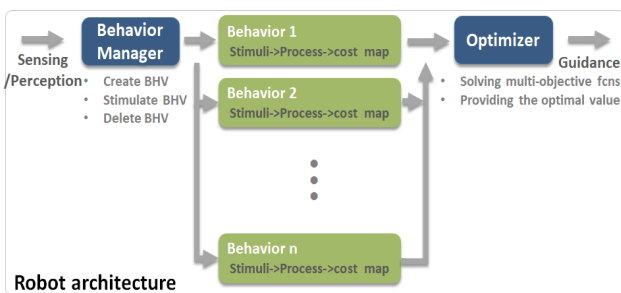 Sensing
/Perception
Behavior
Manager
• Create BHV
• Stimulate BHV
• Delete BHV
Behavior 1
Stimuli->Process->cost map
Behavior 2
Stimuli->Process->cost map
Behavior n
Stimuli->Process->cost map
Optimizer
Guidance
• Solving multi-objective fcns
• Providing the optimal value
Robot architecture